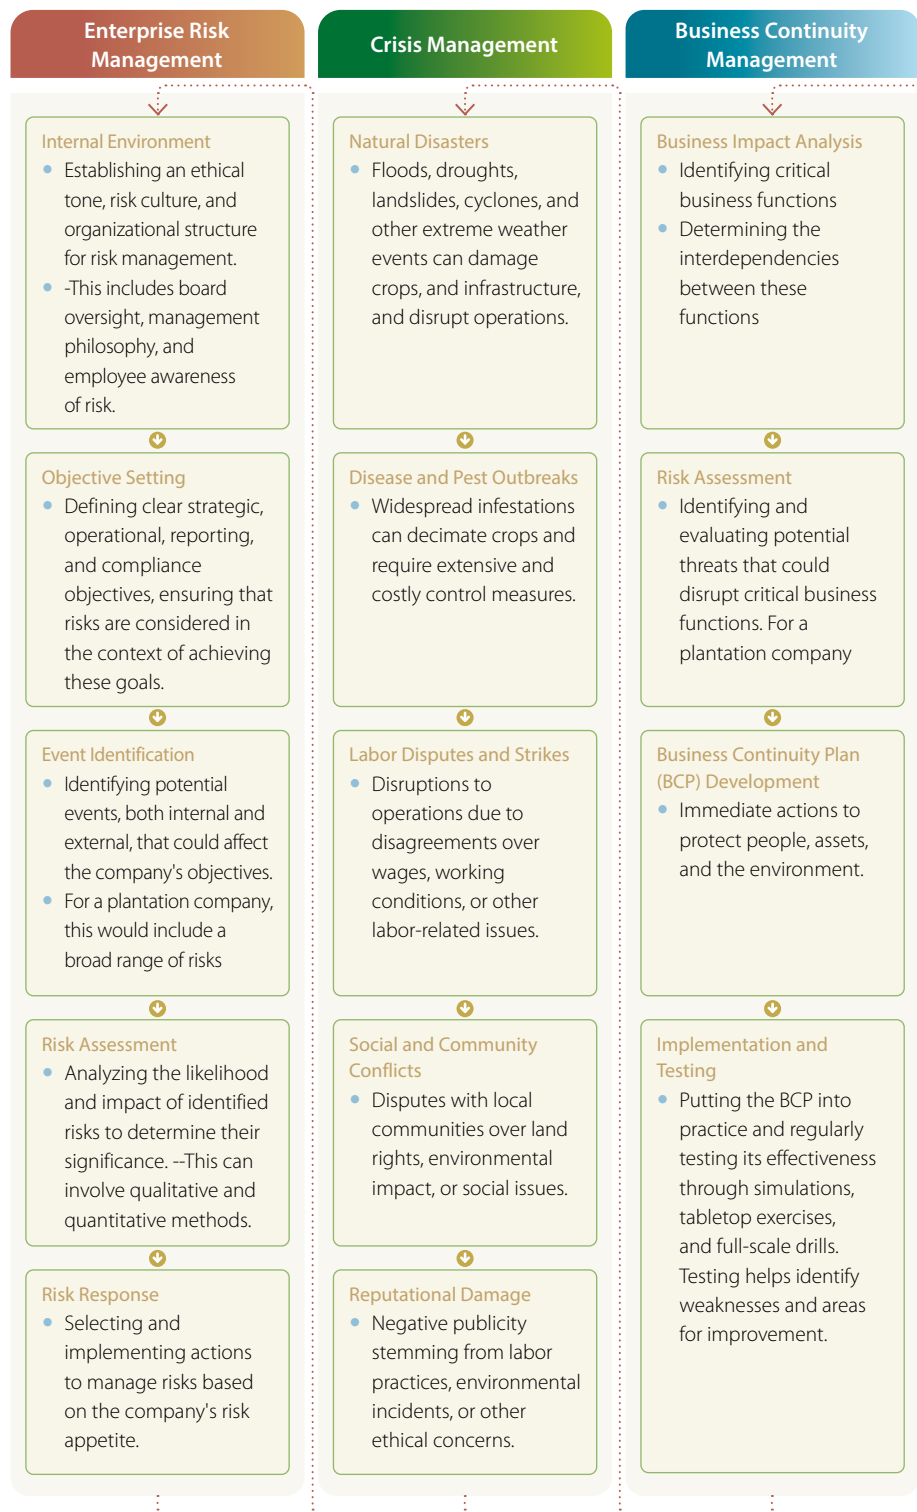 Enterprise Risk
Management
Internal Environment
• Establishing an ethical
tone, risk culture, and
organizational structure
for risk management.
• -This includes board
oversight, management
philosophy, and
employee awareness
of risk.
Objective Setting
• Defining clear strategic,
operational, reporting,
and compliance
objectives, ensuring that
risks are considered in
the context of achieving
these goals.
Event Identification
• Identifying potential
events, both internal and
external, that could affect
the company's objectives.
• For a plantation company,
this would include a
broad range of risks
Risk Assessment
• Analyzing the likelihood
and impact of identified
risks to determine their
significance. --This can
involve qualitative and
quantitative methods.
Risk Response
• Selecting and
implementing actions
to manage risks based
on the company's risk
appetite.
Crisis Management
Natural Disasters
• Floods, droughts,
landslides, cyclones, and
other extreme weather
events can damage
crops, and infrastructure,
and disrupt operations.
Disease and Pest Outbreaks
• Widespread infestations
can decimate crops and
require extensive and
costly control measures.
Labor Disputes and Strikes
• Disruptions to
operations due to
disagreements over
wages, working
conditions, or other
labor-related issues.
Social and Community
Conflicts
• Disputes with local
communities over land
rights, environmental
impact, or social issues.
Reputational Damage
• Negative publicity
stemming from labor
practices, environmental
incidents, or other
ethical concerns.
Business Continuity
Management
Business Impact Analysis
• Identifying critical
business functions
• Determining the
interdependencies
between these
functions
Risk Assessment
• Identifying and
evaluating potential
threats that could
disrupt critical business
functions. For a
plantation company
Business Continuity Plan
(BCP) Development
• Immediate actions to
protect people, assets,
and the environment.
Implementation and
Testing
• Putting the BCP into
practice and regularly
testing its effectiveness
through simulations,
tabletop exercises,
and full-scale drills.
Testing helps identify
weaknesses and areas
for improvement.